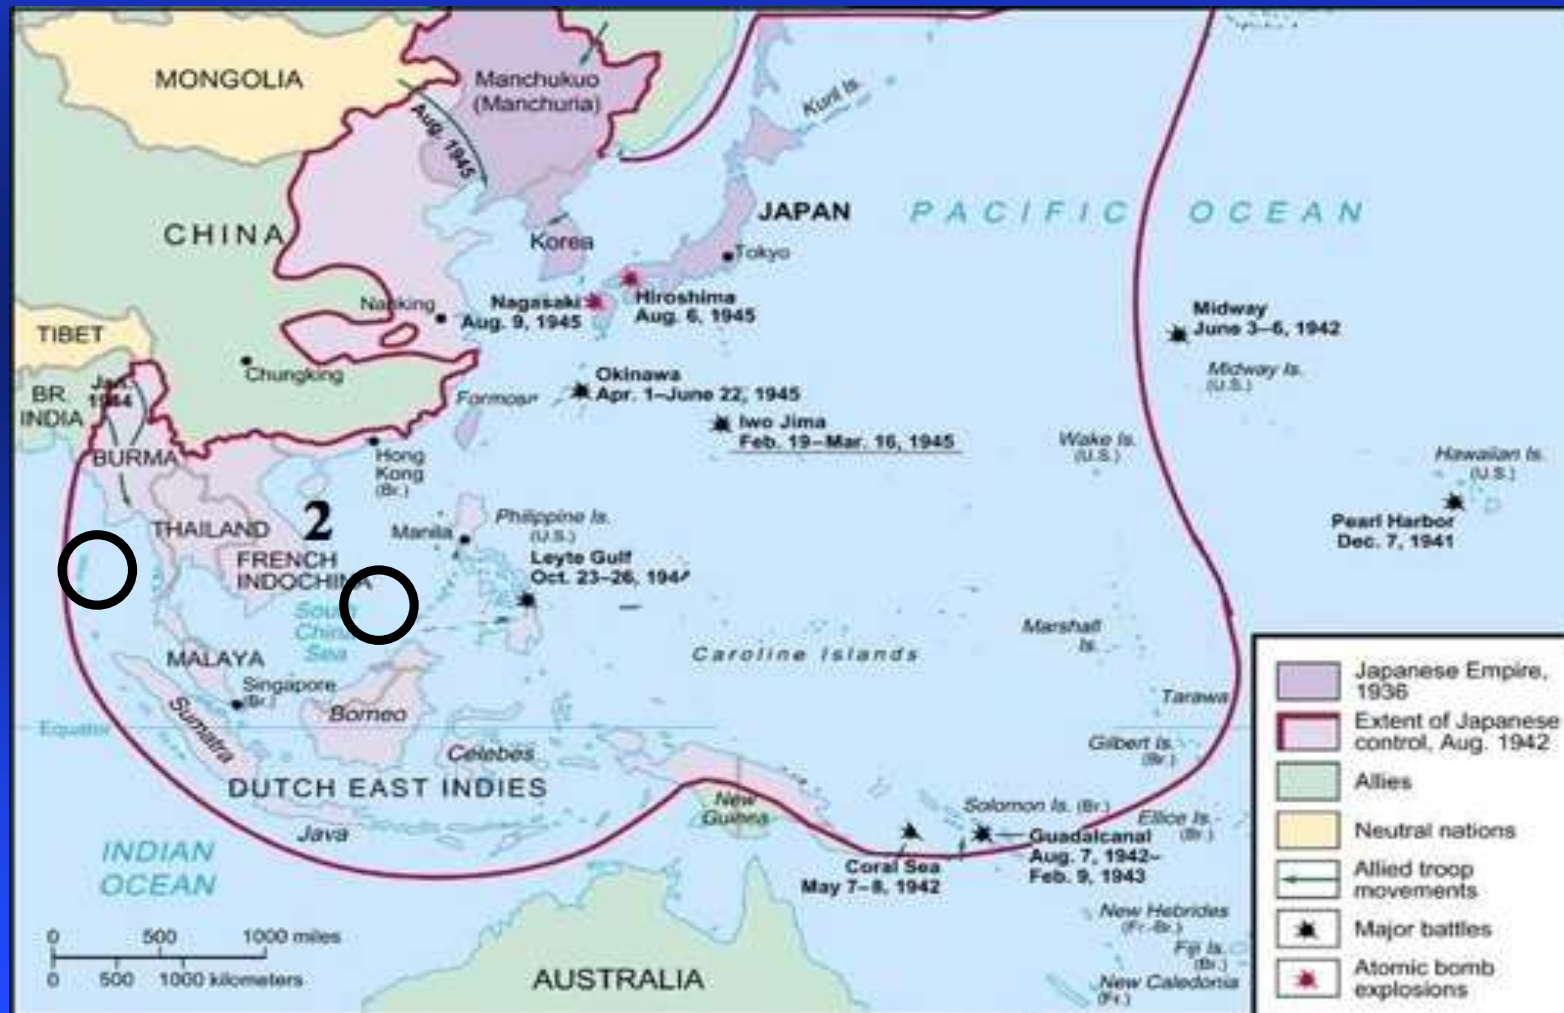 MONGOLIA
Manchukuo
(Manchuria)
Kuril Is.
Aug. 1945
CHINA
JAPAN
PACIFIC OCEAN
Korea
Tokyo
Nanking
Nagasaki
Aug. 9, 1945
Hiroshima
Aug. 6, 1945
Midway
June 3–6, 1942
TIBET
Chungking
Midway Is.
(U.S.)
BR.
INDIA
Okinawa
Apr. 1–June 22, 1945
Iwo Jima
Feb. 19–Mar. 16, 1945
Wake Is.
(U.S.)
Hawaiian Is.
(U.S.)
BURMA
Hong
Kong
(Br.)
2
THAILAND
Manila
Philippine Is.
(U.S.)
Pearl Harbor
Dec. 7, 1941
FRENCH
INDOCHINA
Leyte Gulf
Oct. 23–26,
South
China
Sea
Marshall
Is.
MALAYA
Caroline Islands
Singapore
(Br.)
Sumatra
Borneo
Tarawa
Equator
Celebes
Gilbert Is.
(Br.)
DUTCH EAST INDIES
New
Guinea
Solomon Is. (Br.)
Ellice Is.
(Br.)
Java
Guadalcanal
Aug. 7, 1942–
Feb. 9, 1943
INDIAN
OCEAN
Coral Sea
May 7–8, 1942
New Hebrides
(Fr.-Br.)
Fiji Is.
(Br.)
New Caledonia
(Fr.)
AUSTRALIA
0 500 1000 miles
0 500 1000 kilometers
Japanese Empire,
1936
Extent of Japanese
control, Aug. 1942
Allies
Neutral nations
Allied troop
movements
Major battles
Atomic bomb
explosions